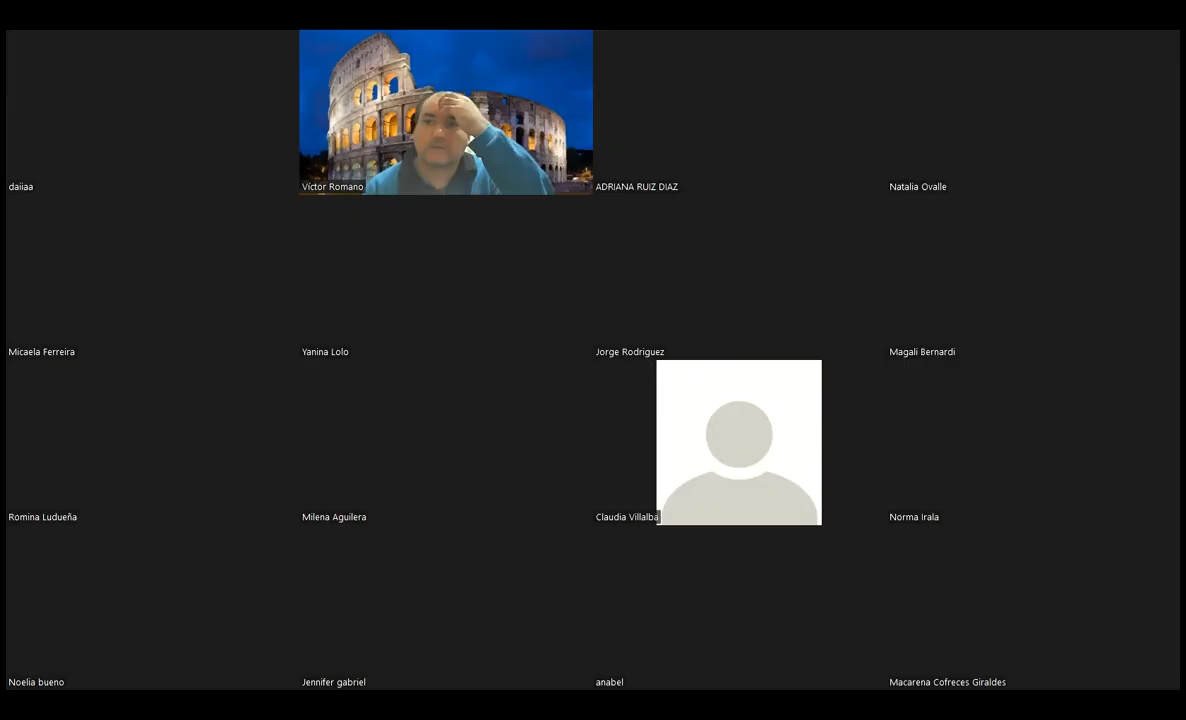 daiiaa
Víctor Romano
ADRIANA RUIZ DIAZ
Natalia Ovalle
Micaela Ferreira
Yanina Lolo
Jorge Rodriguez
Magali Bernardi
Romina Ludueña
Milena Aguilera
Claudia Villalba
Norma Irala
Noelia bueno
Jennifer gabriel
anabel
Macarena Cofreces Giraldes